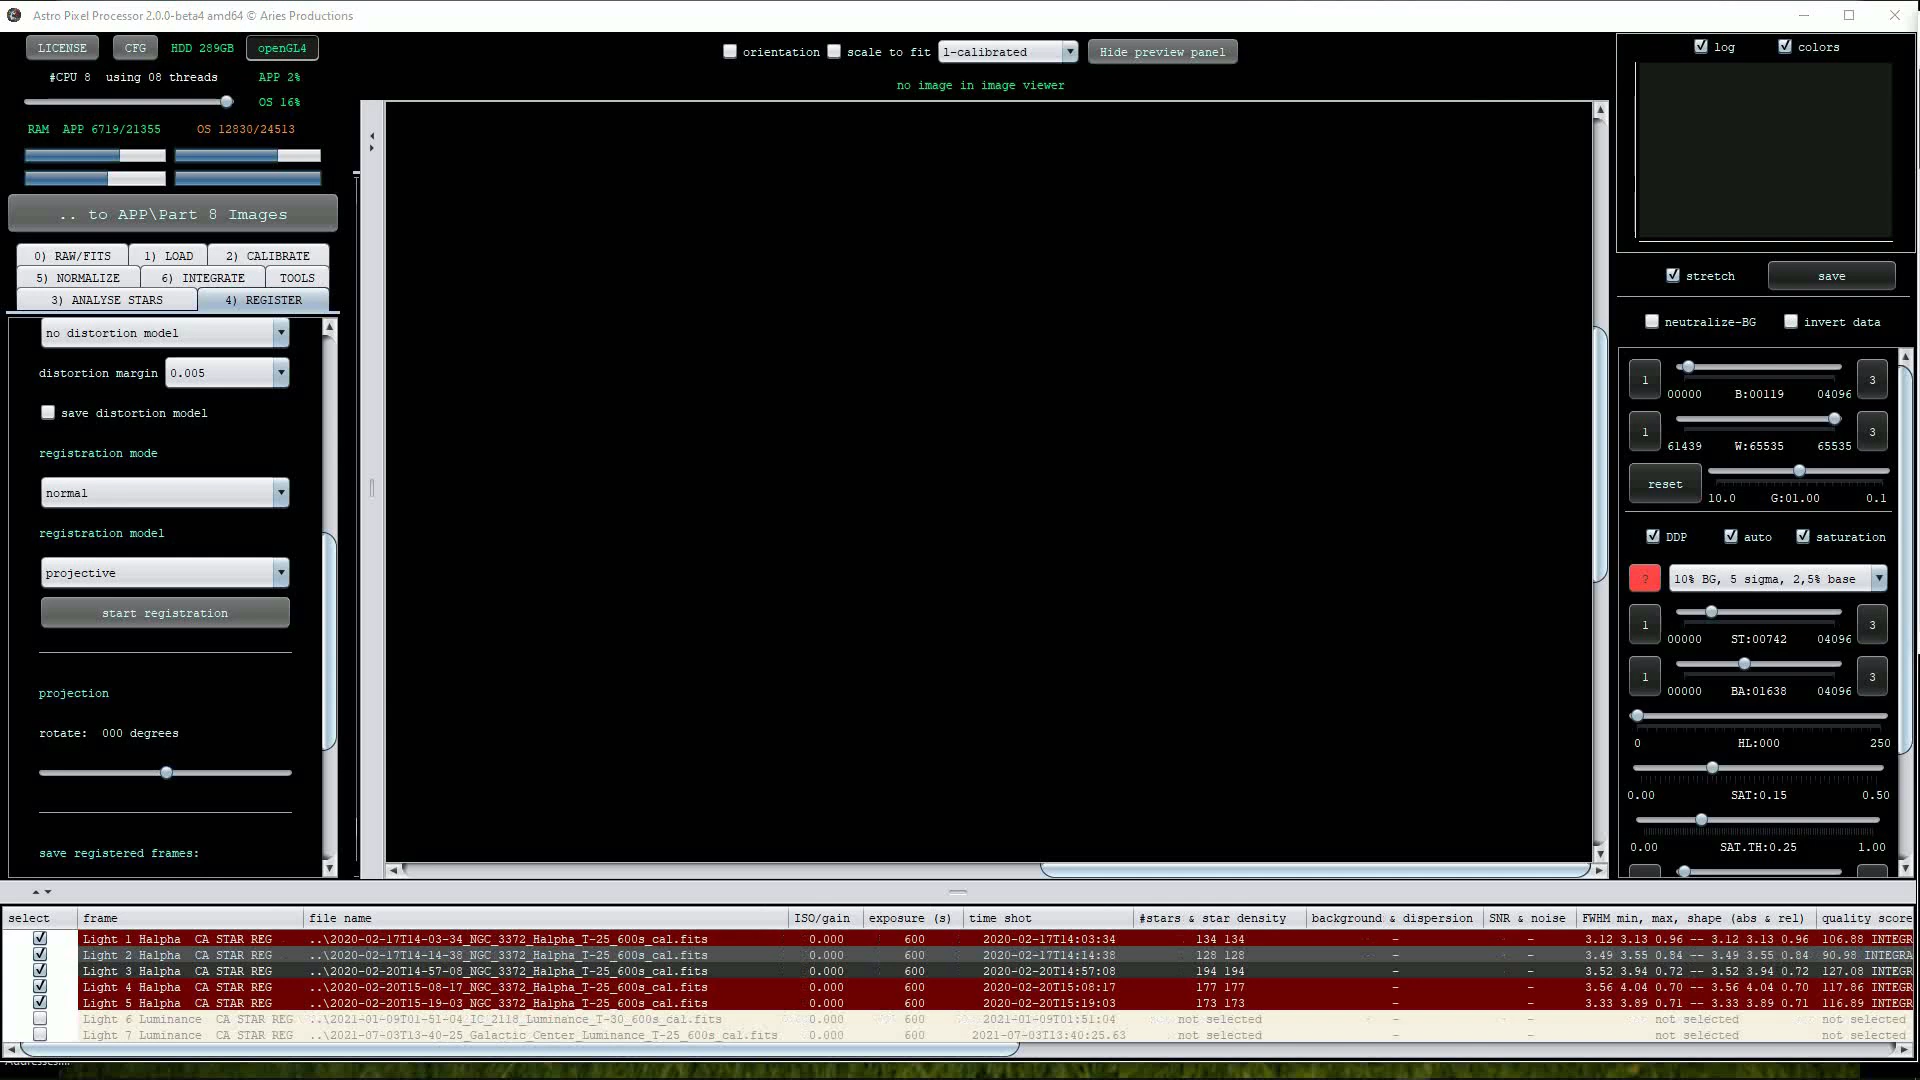 Astro Pixel Processor 2.0.0-beta4 amd64 © Aries Productions
LICENSE CFG HDD 289GB openGL4
#CPU 8 using 08 threads APP 2%
OS 16%
RAM APP 6719/21355 OS 12830/24513
.. to APP\Part 8 Images
0) RAW/FITS 1) LOAD 2) CALIBRATE
5) NORMALIZE 6) INTEGRATE TOOLS
3) ANALYSE STARS 4) REGISTER
no distortion model
distortion margin 0.005
save distortion model
registration mode
normal
registration model
projective
start registration
projection
rotate: 000 degrees
save registered frames:
orientation scale to fit l-calibrated Hide preview panel
no image in image viewer
log colors
stretch save
neutralize-BG invert data
1 3
00000 B:00119 04096
1 3
61439 W:65535 65535
reset
10.0 G:01.00 0.1
DDP auto saturation
? 10% BG, 5 sigma, 2,5% base
1 3
00000 ST:00742 04096
1 3
00000 BA:01638 04096
0 HL:000 250
0.00 SAT:0.15 0.50
0.00 SAT.TH:0.25 1.00
select frame file name ISO/gain exposure (s) time shot #stars & star density background & dispersion SNR & noise FWHM min, max, shape (abs & rel) quality score
Light 1 Halpha CA STAR REG ..\2020-02-17T14-03-34_NGC_3372_Halpha_T-25_600s_cal.fits 0.000 600 2020-02-17T14:03:34 134 134 – – 3.12 3.13 0.96 -- 3.12 3.13 0.96 106.88 INTEGR
Light 2 Halpha CA STAR REG ..\2020-02-17T14-14-38_NGC_3372_Halpha_T-25_600s_cal.fits 0.000 600 2020-02-17T14:14:38 128 128 – – 3.49 3.55 0.84 -- 3.49 3.55 0.84 90.98 INTEGRA
Light 3 Halpha CA STAR REG ..\2020-02-20T14-57-08_NGC_3372_Halpha_T-25_600s_cal.fits 0.000 600 2020-02-20T14:57:08 194 194 – – 3.52 3.94 0.72 -- 3.52 3.94 0.72 127.08 INTEGR
Light 4 Halpha CA STAR REG ..\2020-02-20T15-08-17_NGC_3372_Halpha_T-25_600s_cal.fits 0.000 600 2020-02-20T15:08:17 177 177 – – 3.56 4.04 0.70 -- 3.56 4.04 0.70 117.86 INTEGR
Light 5 Halpha CA STAR REG ..\2020-02-20T15-19-03_NGC_3372_Halpha_T-25_600s_cal.fits 0.000 600 2020-02-20T15:19:03 173 173 – – 3.33 3.89 0.71 -- 3.33 3.89 0.71 116.89 INTEGR
Light 6 Luminance CA STAR REG ..\2021-01-09T01-51-04_IC_2118_Luminance_T-30_600s_cal.fits 0.000 600 2021-01-09T01:51:04 not selected – – not selected not selected
Light 7 Luminance CA STAR REG ..\2021-07-03T13-40-25_Galactic_Center_Luminance_T-25_600s_cal.fits 0.000 600 2021-07-03T13:40:25.63 not selected – – not selected not selected